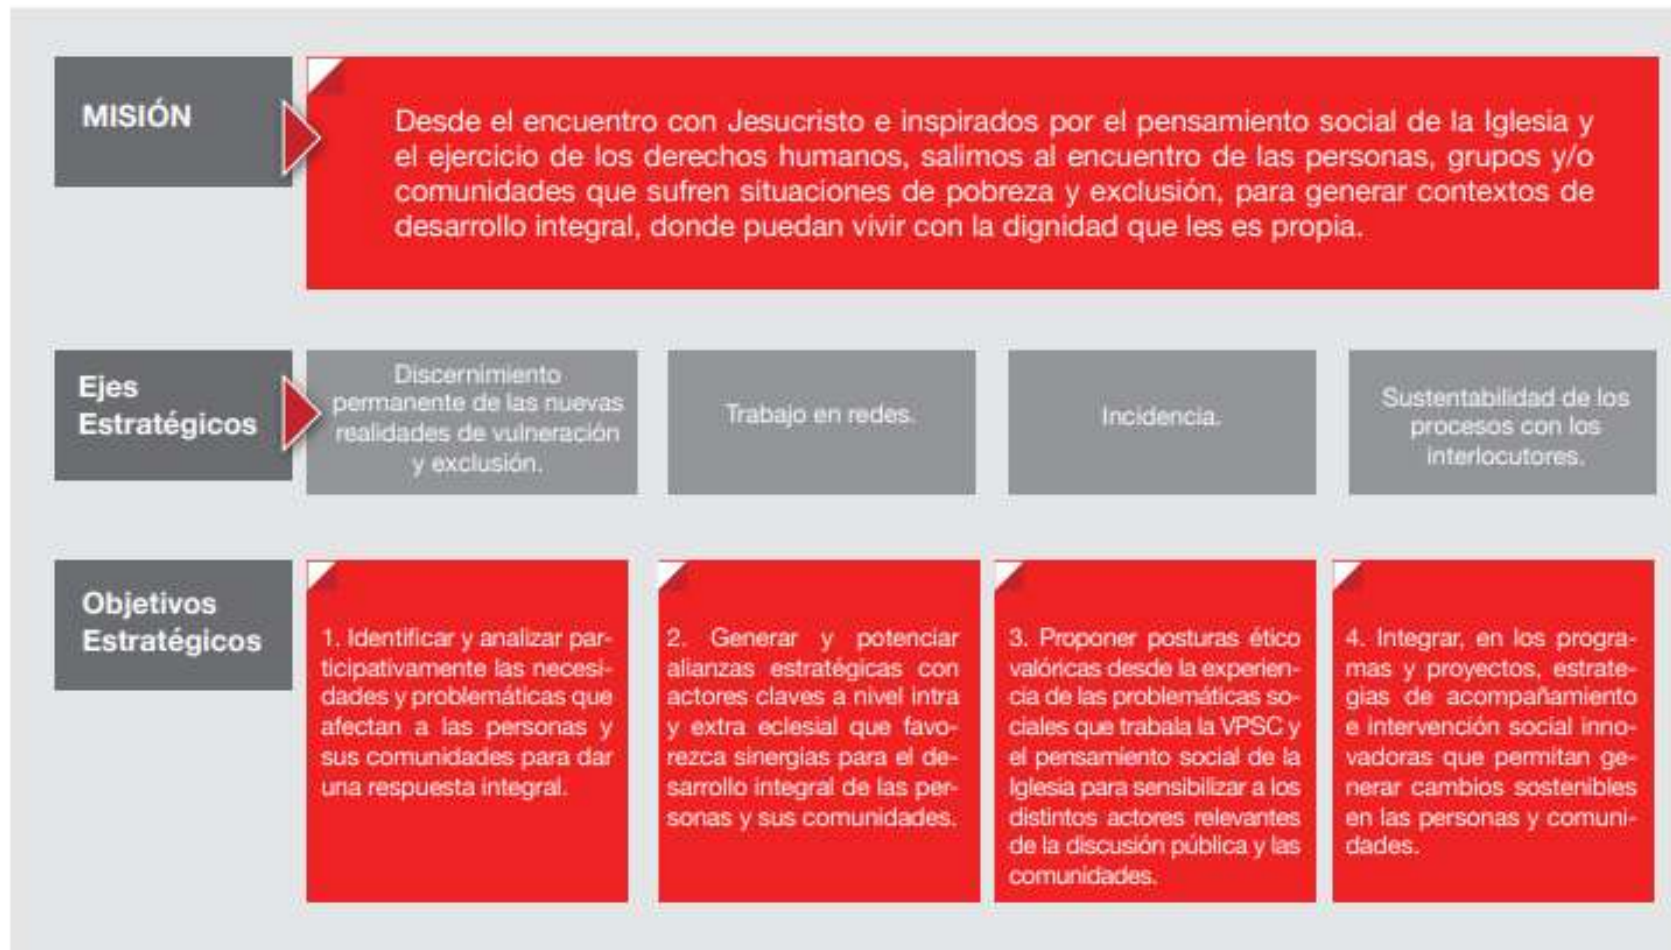 MISIÓN
Desde el encuentro con Jesucristo e inspirados por el pensamiento social de la Iglesia y
el ejercicio de los derechos humanos, salimos al encuentro de las personas, grupos y/o
comunidades que sufren situaciones de pobreza y exclusión, para generar contextos de
desarrollo integral, donde puedan vivir con la dignidad que les es propia.
Ejes
Estratégicos
Discernimiento
permanente de las nuevas
realidades de vulneración
y exclusión.
Trabajo en redes.
Incidencia.
Sustentabilidad de los
procesos con los
interlocutores.
Objetivos
Estratégicos
1. Identificar y analizar par-
ticipativamente las necesi-
dades y problemáticas que
afectan a las personas y
sus comunidades para dar
una respuesta integral.
2. Generar y potenciar
alianzas estratégicas con
actores claves a nivel intra
y extra eclesial que favo-
rezca sinergias para el de-
sarrollo integral de las per-
sonas y sus comunidades.
3. Proponer posturas ético
valóricas desde la experien-
cia de las problemáticas so-
ciales que trabala la VPSC y
el pensamiento social de la
Iglesia para sensibilizar a los
distintos actores relevantes
de la discusión pública y las
comunidades.
4. Integrar, en los progra-
mas y proyectos, estrate-
gias de acompañamiento
e intervención social inno-
vadoras que permitan ge-
nerar cambios sostenibles
en las personas y comuni-
dades.